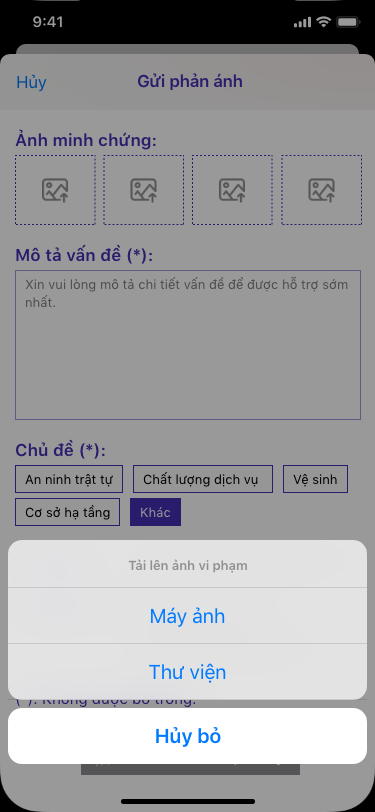 9:41
Hủy
Gửi phản ánh
Ảnh minh chứng:
Mô tả vấn đề (*):
Xin vui lòng mô tả chi tiết vấn đề để được hỗ trợ sớm
nhất.
Chủ đề (*):
An ninh trật tự Chất lượng dịch vụ Vệ sinh
Cơ sở hạ tầng Khác
Tải lên ảnh vi phạm
Máy ảnh
Thư viện
(*): Không được bỏ trống.
Hủy bỏ